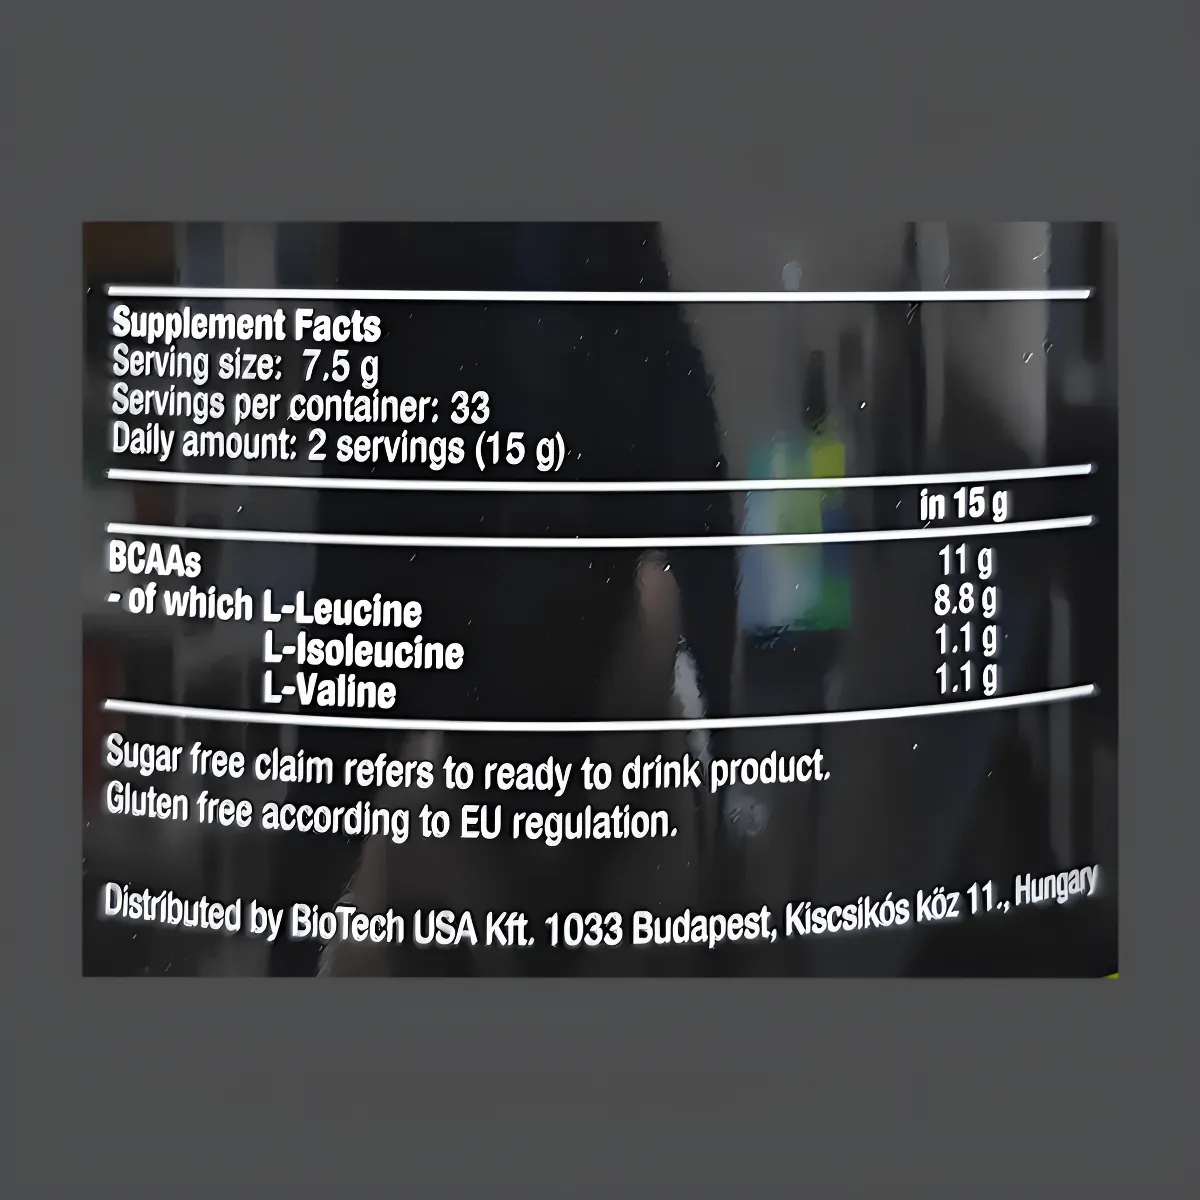 Supplement Facts
Serving size: 7.5 g
Servings per container: 33
Daily amount: 2 servings (15 g)
in 15 g
BCAAs 11 g
- of which L-Leucine 8.8 g
L-Isoleucine 1.1 g
L-Valine 1.1 g
Sugar free claim refers to ready to drink product.
Gluten free according to EU regulation.
Distributed by BioTech USA Kft. 1033 Budapest, Kiscsikós köz 11., Hungary